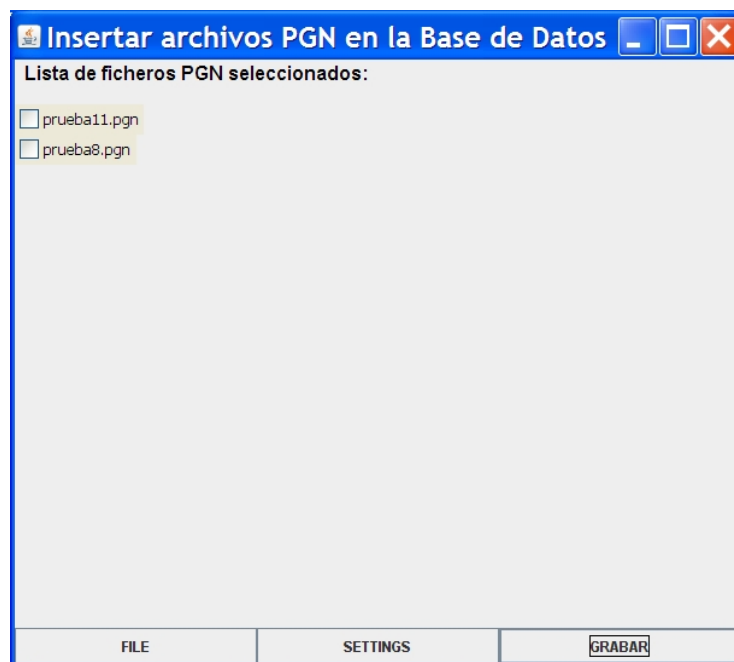 Insertar archivos PGN en la Base de Datos
Lista de ficheros PGN seleccionados:
prueba11.pgn
prueba8.pgn
FILE SETTINGS GRABAR